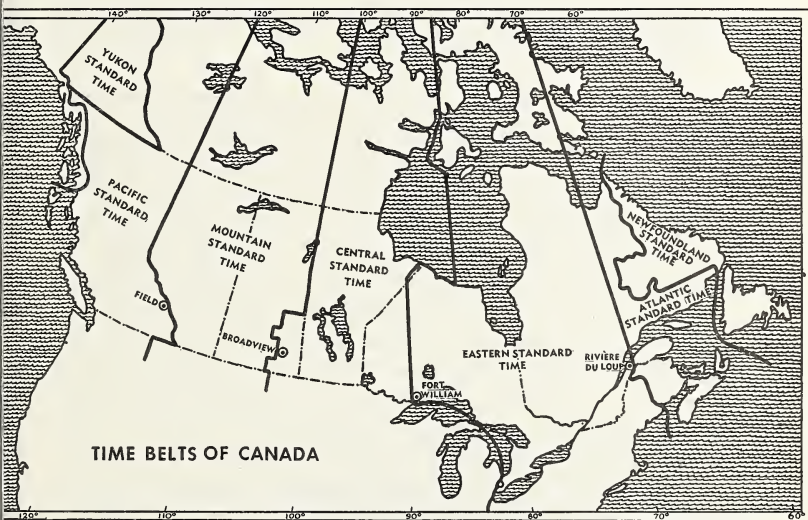 140° 130° 120° 110° 100° 90° 80° 70° 60°
YUKON
STANDARD
TIME
PACIFIC
STANDARD
TIME
MOUNTAIN
STANDARD
TIME
CENTRAL
STANDARD
TIME
NEWFOUNDLAND
STANDARD
TIME
ATLANTIC
STANDARD TIME
FIELD
BROADVIEW
EASTERN STANDARD
TIME
RIVIÈRE
DU LOUP
FORT
WILLIAM
TIME BELTS OF CANADA
120° 110° 100° 90° 80° 70° 60°